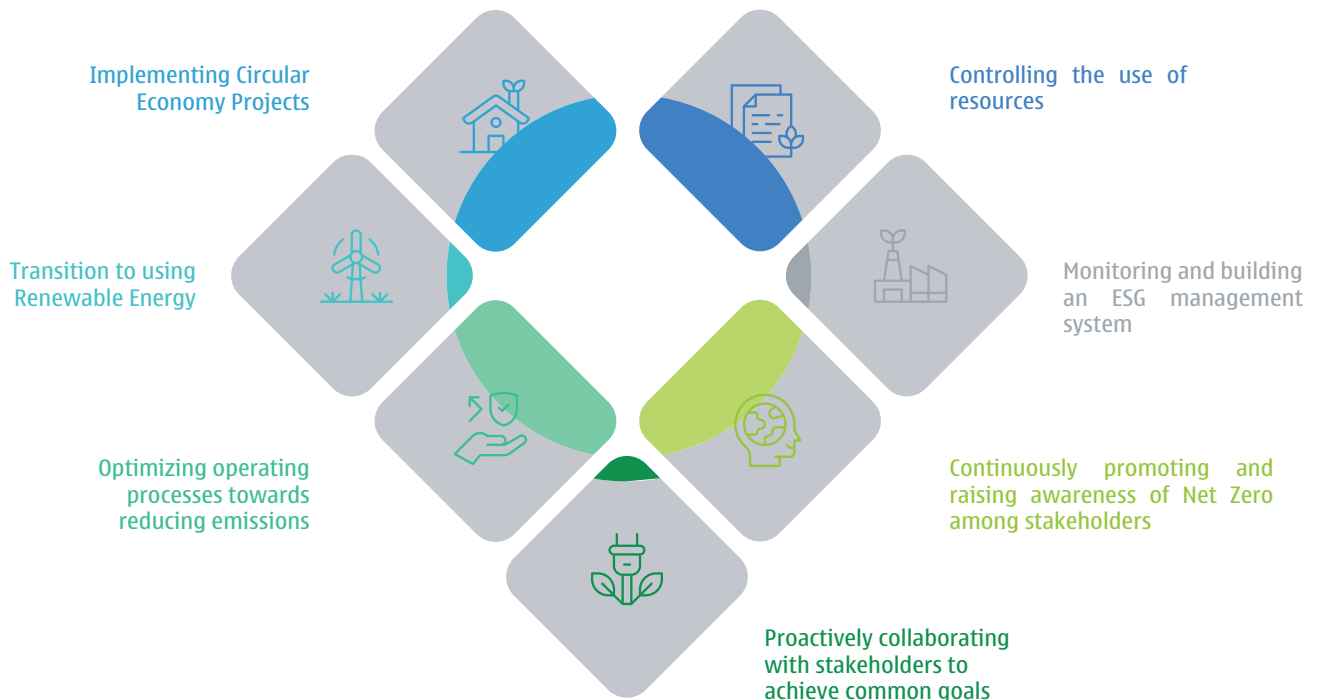 Implementing Circular
Economy Projects
Controlling the use of
resources
Transition to using
Renewable Energy
Monitoring and building
an ESG management
system
Optimizing operating
processes towards
reducing emissions
Continuously promoting and
raising awareness of Net Zero
among stakeholders
Proactively collaborating
with stakeholders to
achieve common goals